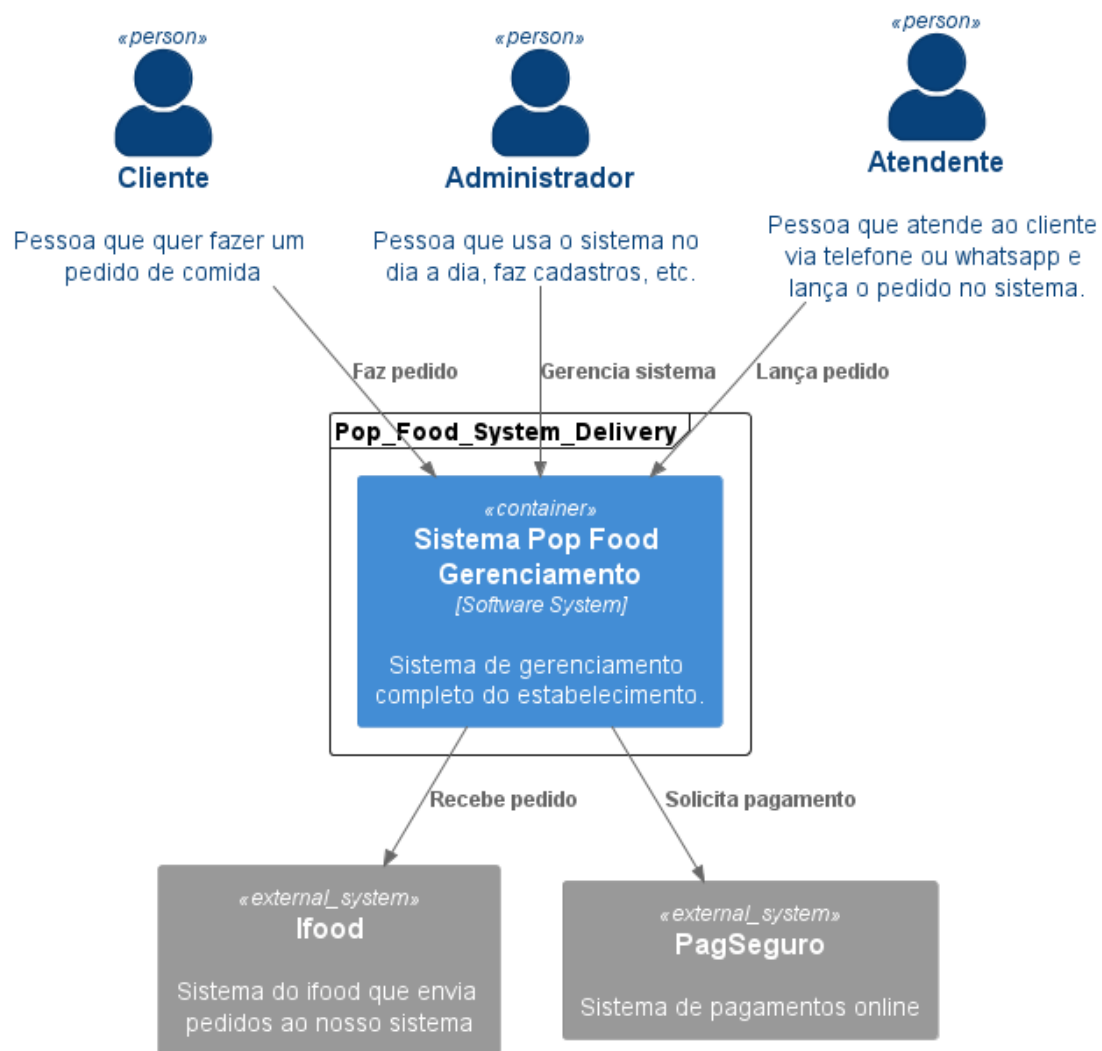 «person»
Cliente
Pessoa que quer fazer um
pedido de comida
«person»
Administrador
Pessoa que usa o sistema no
dia a dia, faz cadastros, etc.
«person»
Atendente
Pessoa que atende ao cliente
via telefone ou whatsapp e
lança o pedido no sistema.
Faz pedido
Gerencia sistema
Lança pedido
Pop_Food_System_Delivery
«container»
Sistema Pop Food
Gerenciamento
[Software System]
Sistema de gerenciamento
completo do estabelecimento.
Recebe pedido
Solicita pagamento
«external_system»
Ifood
Sistema do ifood que envia
pedidos ao nosso sistema
«external_system»
PagSeguro
Sistema de pagamentos online